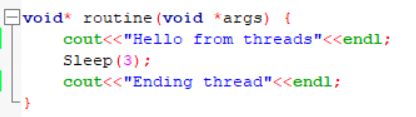 void* routine(void *args) {
cout<<"Hello from threads"<<endl;
Sleep(3);
cout<<"Ending thread"<<endl;
}